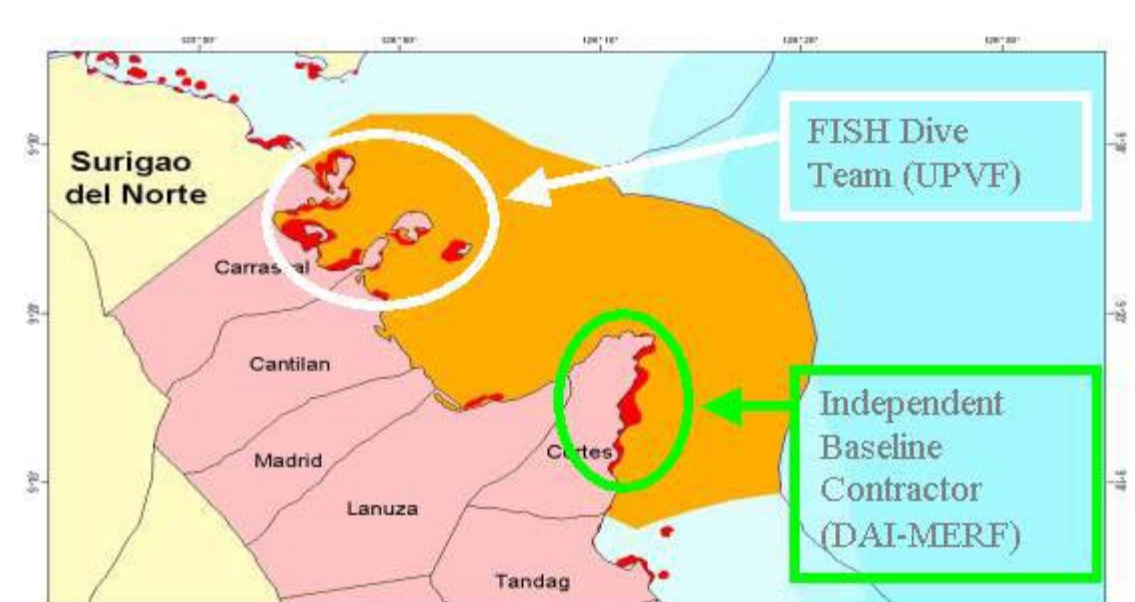 FISH Dive
Team (UPVF)
Surigao
del Norte
Carrascal
Cantilan
Independent
Baseline
Contractor
(DAI-MERF)
Cortes
Madrid
Lanuza
Tandag